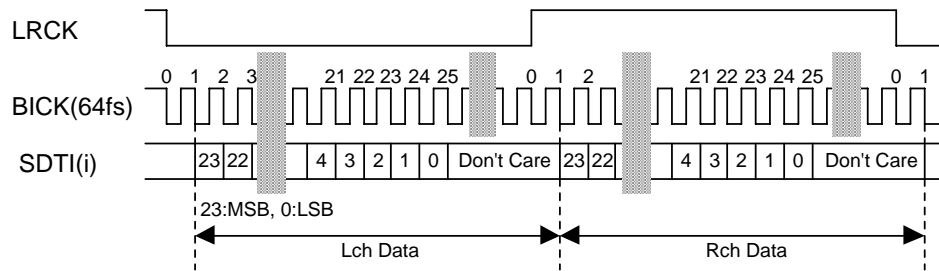 LRCK
0 1 2 3 21 22 23 24 25 0 1 2 21 22 23 24 25 0 1
BICK(64fs)
SDTI(i) 23 22 4 3 2 1 0 Don't Care 23 22 4 3 2 1 0 Don't Care
23:MSB, 0:LSB
Lch Data Rch Data